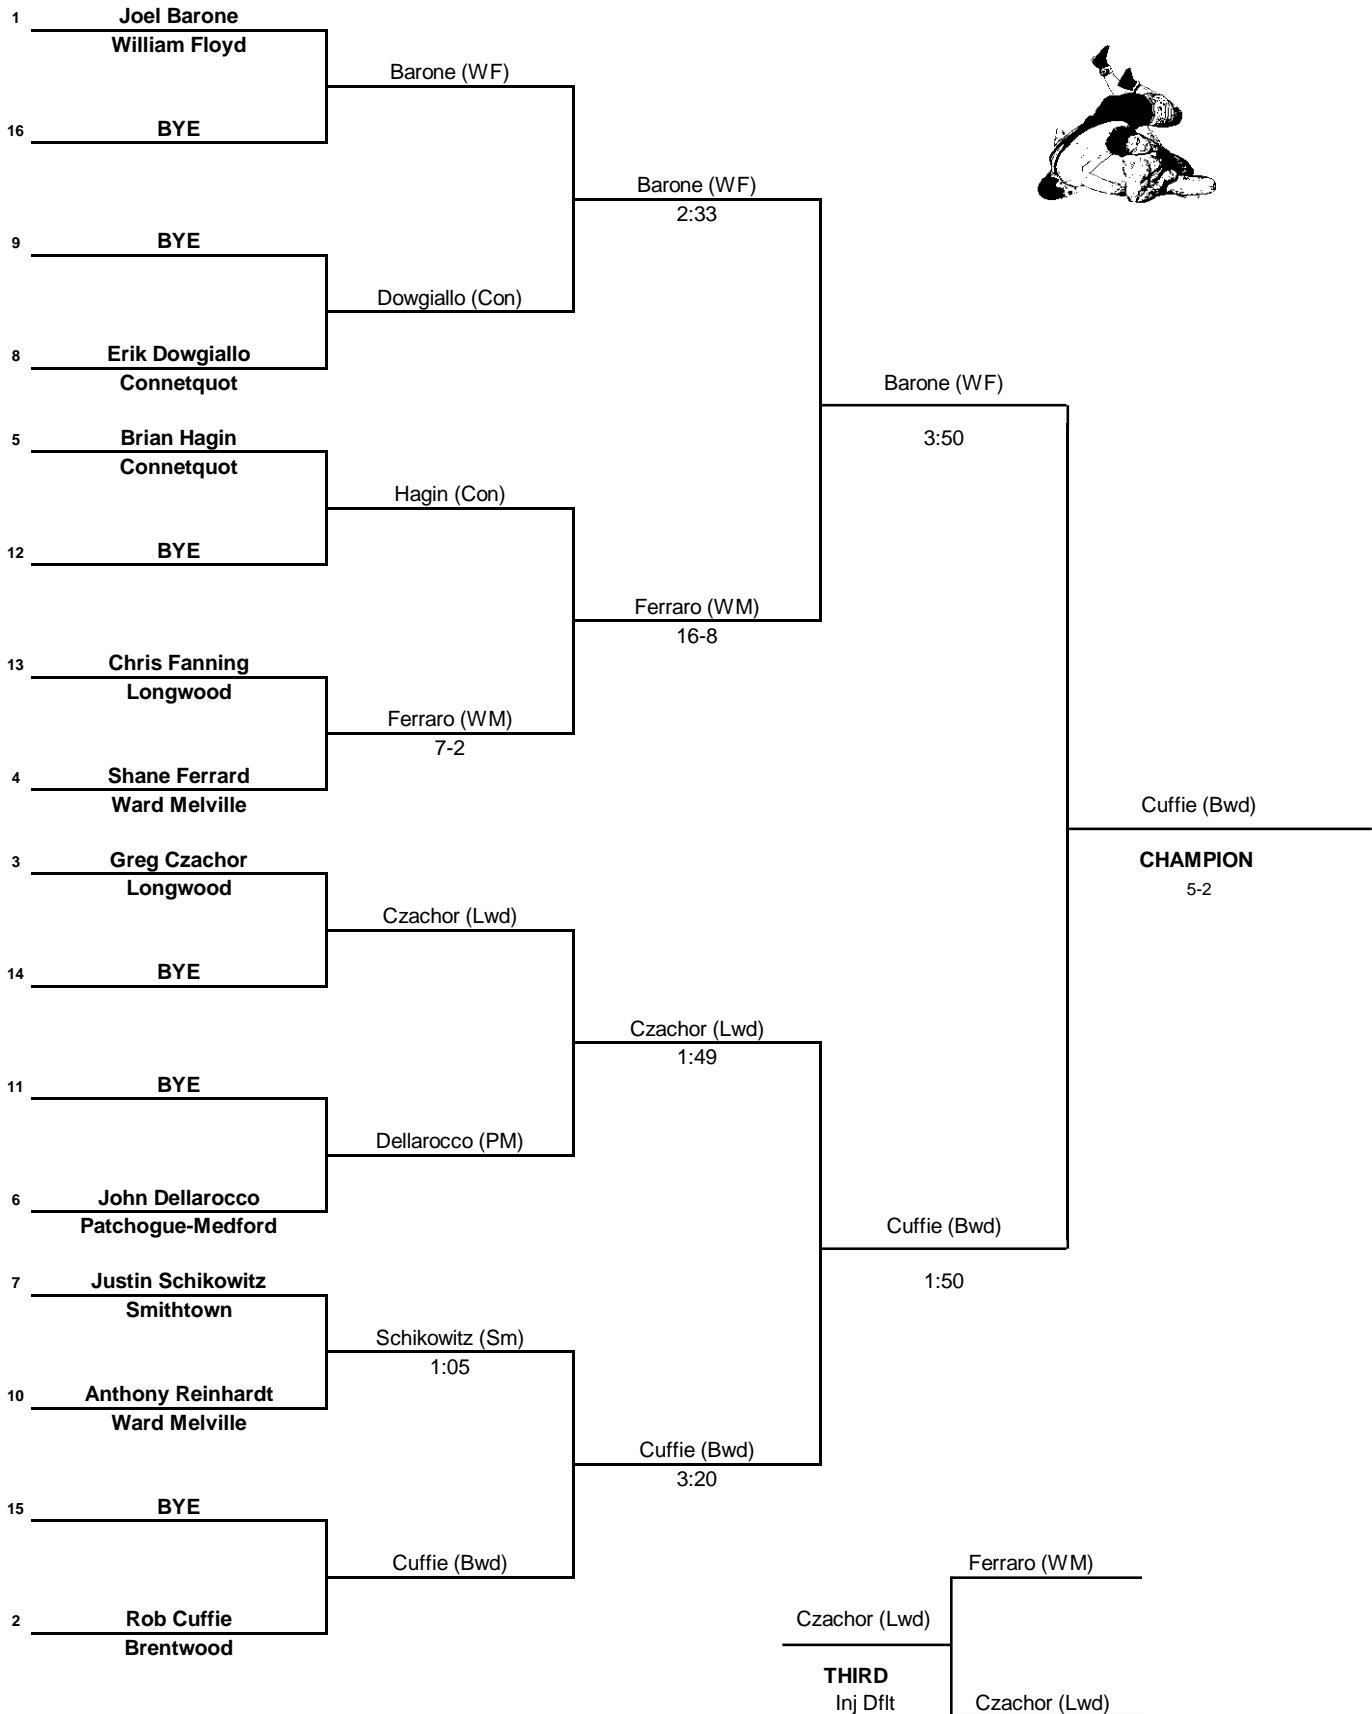 1 Joel Barone
William Floyd
Barone (WF)
16 BYE
Barone (WF)
2:33
9 BYE
Dowgiallo (Con)
8 Erik Dowgiallo
Connetquot
Barone (WF)
3:50
5 Brian Hagin
Connetquot
Hagin (Con)
12 BYE
Ferraro (WM)
16-8
13 Chris Fanning
Longwood
Ferraro (WM)
7-2
4 Shane Ferrard
Ward Melville
Cuffie (Bwd)
CHAMPION
5-2
3 Greg Czachor
Longwood
Czachor (Lwd)
14 BYE
Czachor (Lwd)
1:49
11 BYE
Dellarocco (PM)
6 John Dellarocco
Patchogue-Medford
Cuffie (Bwd)
1:50
7 Justin Schikowitz
Smithtown
Schikowitz (Sm)
1:05
10 Anthony Reinhardt
Ward Melville
Cuffie (Bwd)
3:20
15 BYE
Cuffie (Bwd)
2 Rob Cuffie
Brentwood
Ferraro (WM)
Czachor (Lwd)
THIRD
Inj Dflt
Czachor (Lwd)